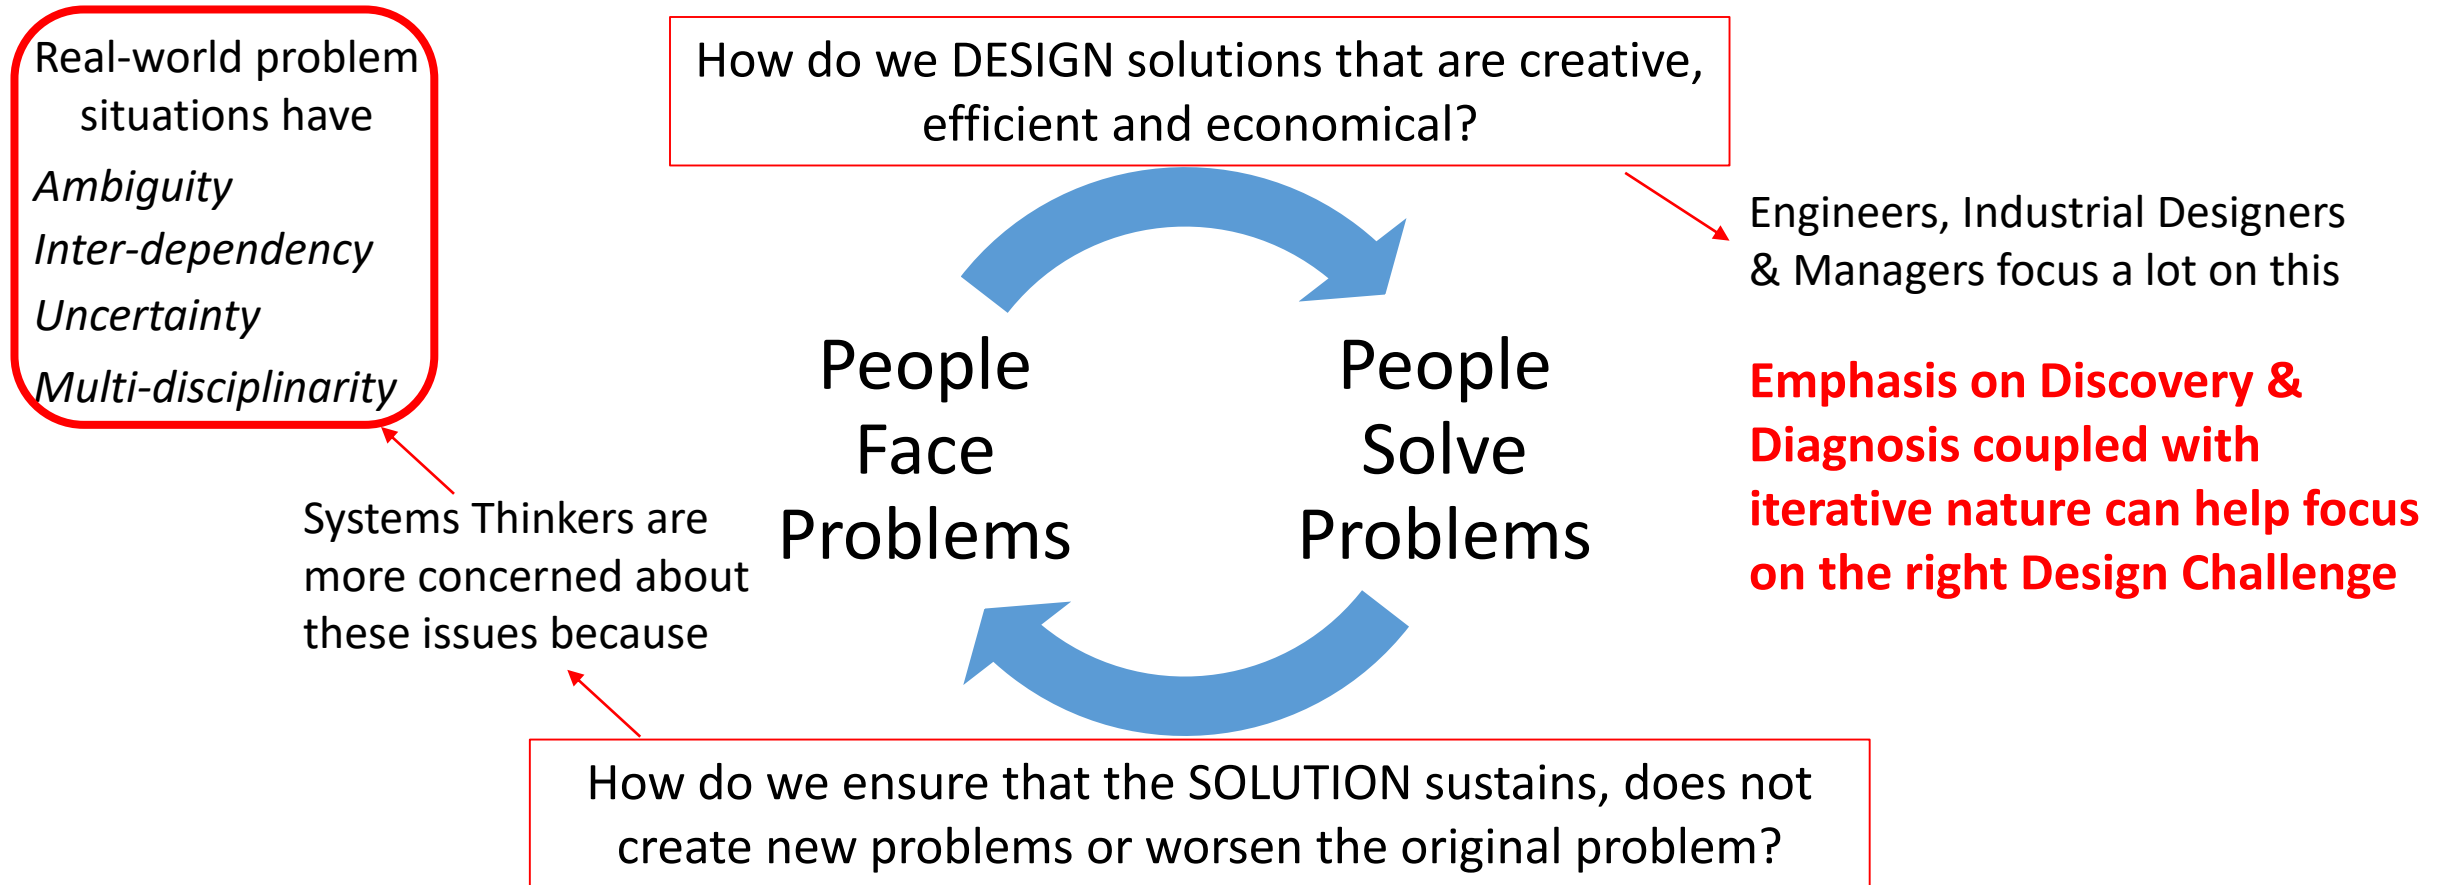 Real-world problem
situations have
Ambiguity
Inter-dependency
Uncertainty
Multi-disciplinarity
How do we DESIGN solutions that are creative,
efficient and economical?
Engineers, Industrial Designers
& Managers focus a lot on this
People
Face
Problems
People
Solve
Problems
Emphasis on Discovery &
Diagnosis coupled with
iterative nature can help focus
on the right Design Challenge
Systems Thinkers are
more concerned about
these issues because
How do we ensure that the SOLUTION sustains, does not
create new problems or worsen the original problem?